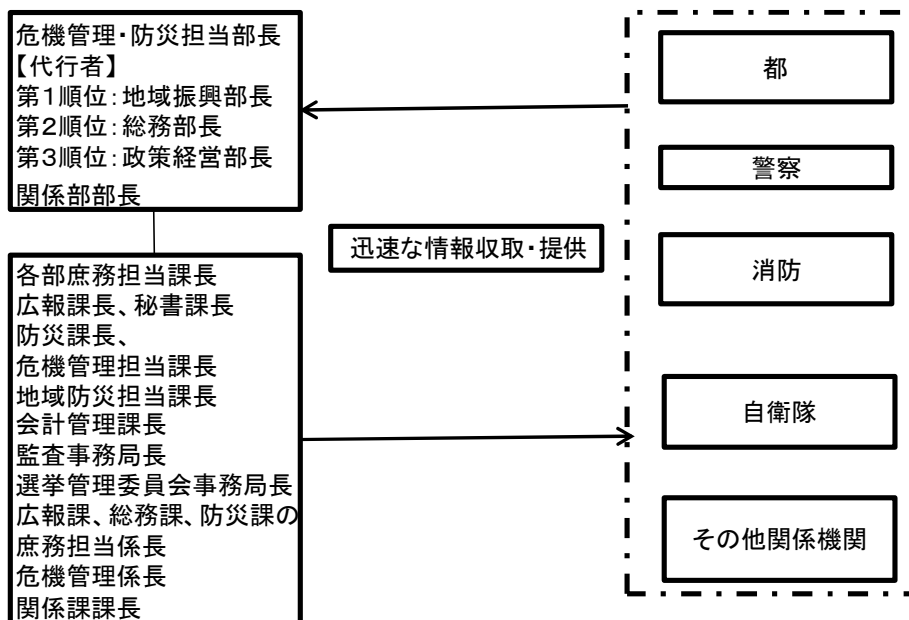 危機管理・防災担当部長
【代行者】
第1順位:地域振興部長
第2順位:総務部長
第3順位:政策経営部長
関係部部長
各部庶務担当課長
広報課長、秘書課長
防災課長、
危機管理担当課長
地域防災担当課長
会計管理課長
監査事務局長
選挙管理委員会事務局長
広報課、総務課、防災課の
庶務担当係長
危機管理係長
関係課課長
迅速な情報収取・提供
都
警察
消防
自衛隊
その他関係機関